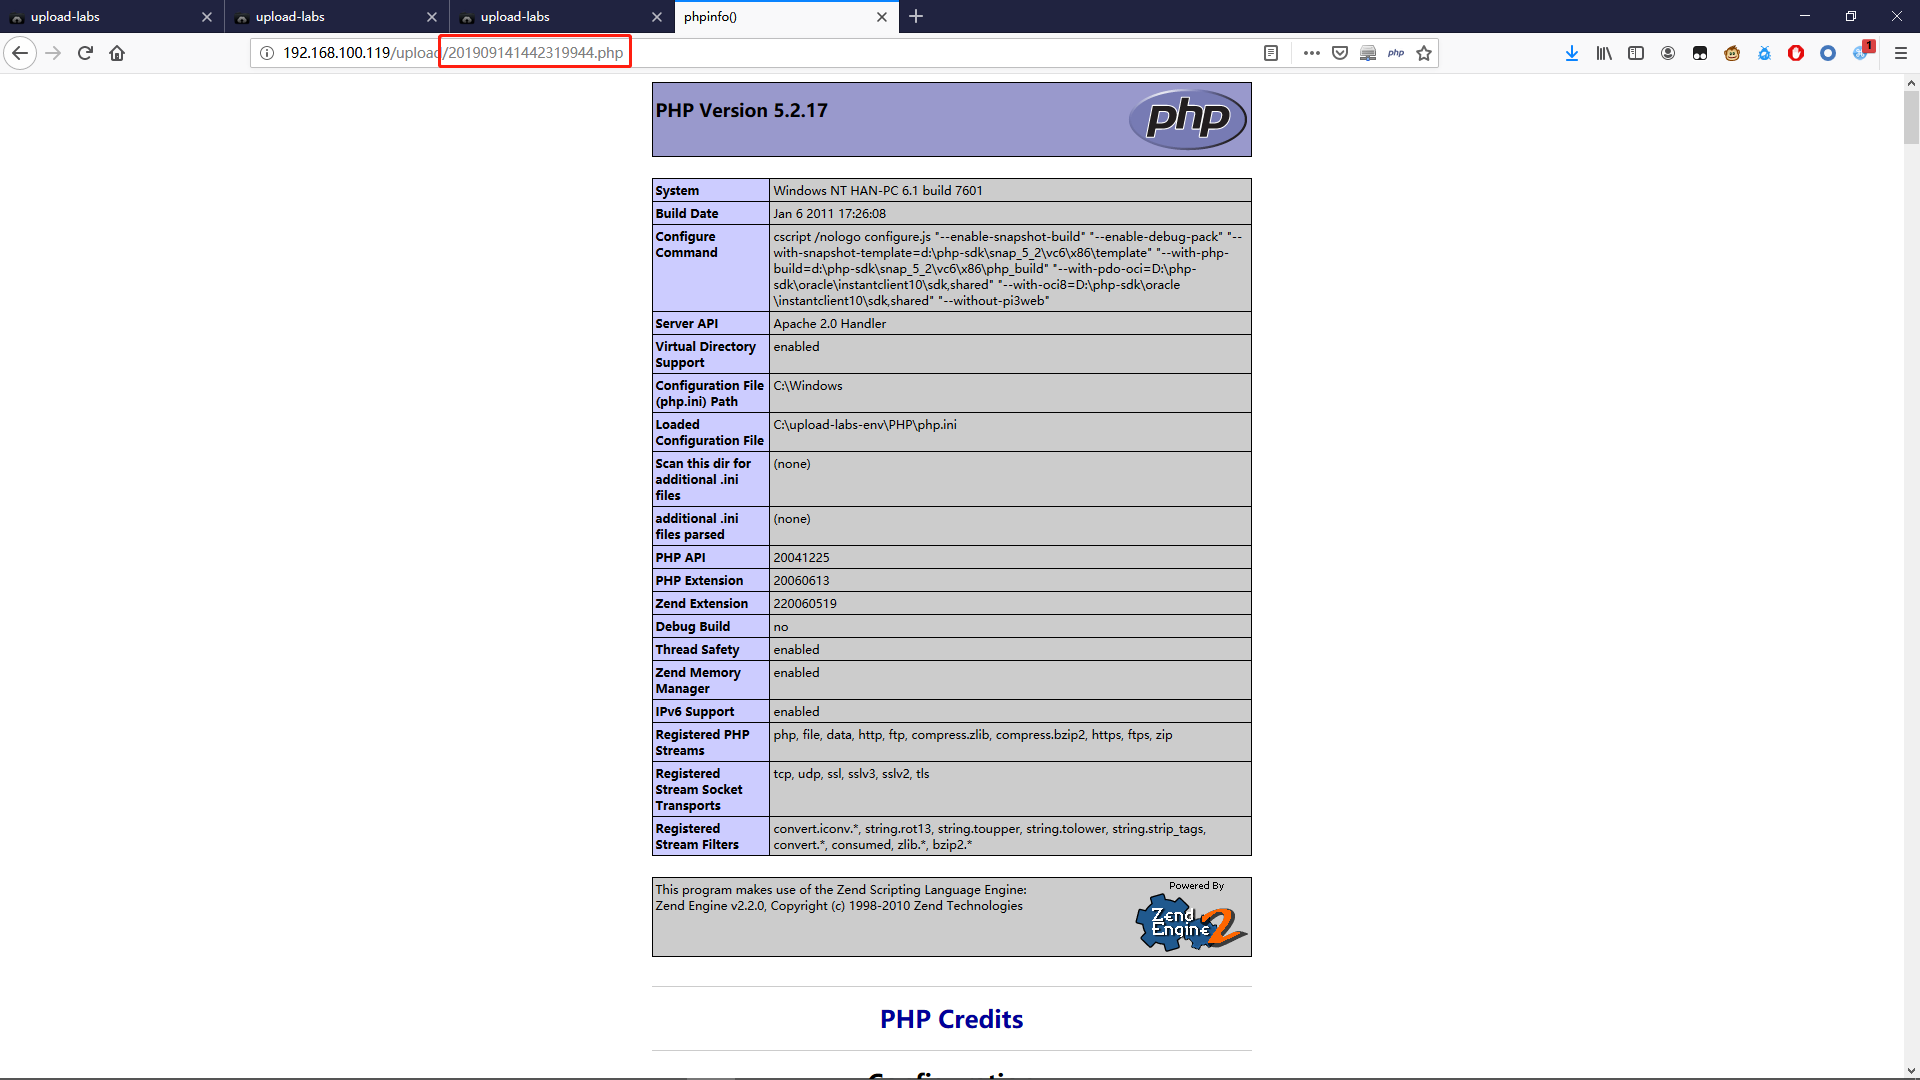 upload-labs
upload-labs
upload-labs
phpinfo()
192.168.100.119/upload/201909141442319944.php
php
1
PHP Version 5.2.17
php
System Windows NT HAN-PC 6.1 build 7601
Build Date Jan 6 2011 17:26:08
Configure Command
cscript /nologo configure.js "--enable-snapshot-build" "--enable-debug-pack" "--
with-snapshot-template=d:\php-sdk\snap_5_2\vc6\x86\template" "--with-php-
build=d:\php-sdk\snap_5_2\vc6\x86\php_build" "--with-pdo-oci=D:\php-
sdk\oracle\instantclient10\sdk,shared" "--with-oci8=D:\php-sdk\oracle
\instantclient10\sdk,shared" "--without-pi3web"
Server API Apache 2.0 Handler
Virtual Directory
Support
enabled
Configuration File
(php.ini) Path
C:\Windows
Loaded
Configuration File
C:\upload-labs-env\PHP\php.ini
Scan this dir for
additional .ini
files
(none)
additional .ini
files parsed
(none)
PHP API 20041225
PHP Extension 20060613
Zend Extension 220060519
Debug Build no
Thread Safety enabled
Zend Memory
Manager
enabled
IPv6 Support enabled
Registered PHP
Streams
php, file, data, http, ftp, compress.zlib, compress.bzip2, https, ftps, zip
Registered
Stream Socket
Transports
tcp, udp, ssl, sslv3, sslv2, tls
Registered
Stream Filters
convert.iconv.*, string.rot13, string.toupper, string.tolower, string.strip_tags,
convert.*, consumed, zlib.*, bzip2.*
This program makes use of the Zend Scripting Language Engine:
Zend Engine v2.2.0, Copyright (c) 1998-2010 Zend Technologies
Powered By
Zend
Engine 2
PHP Credits